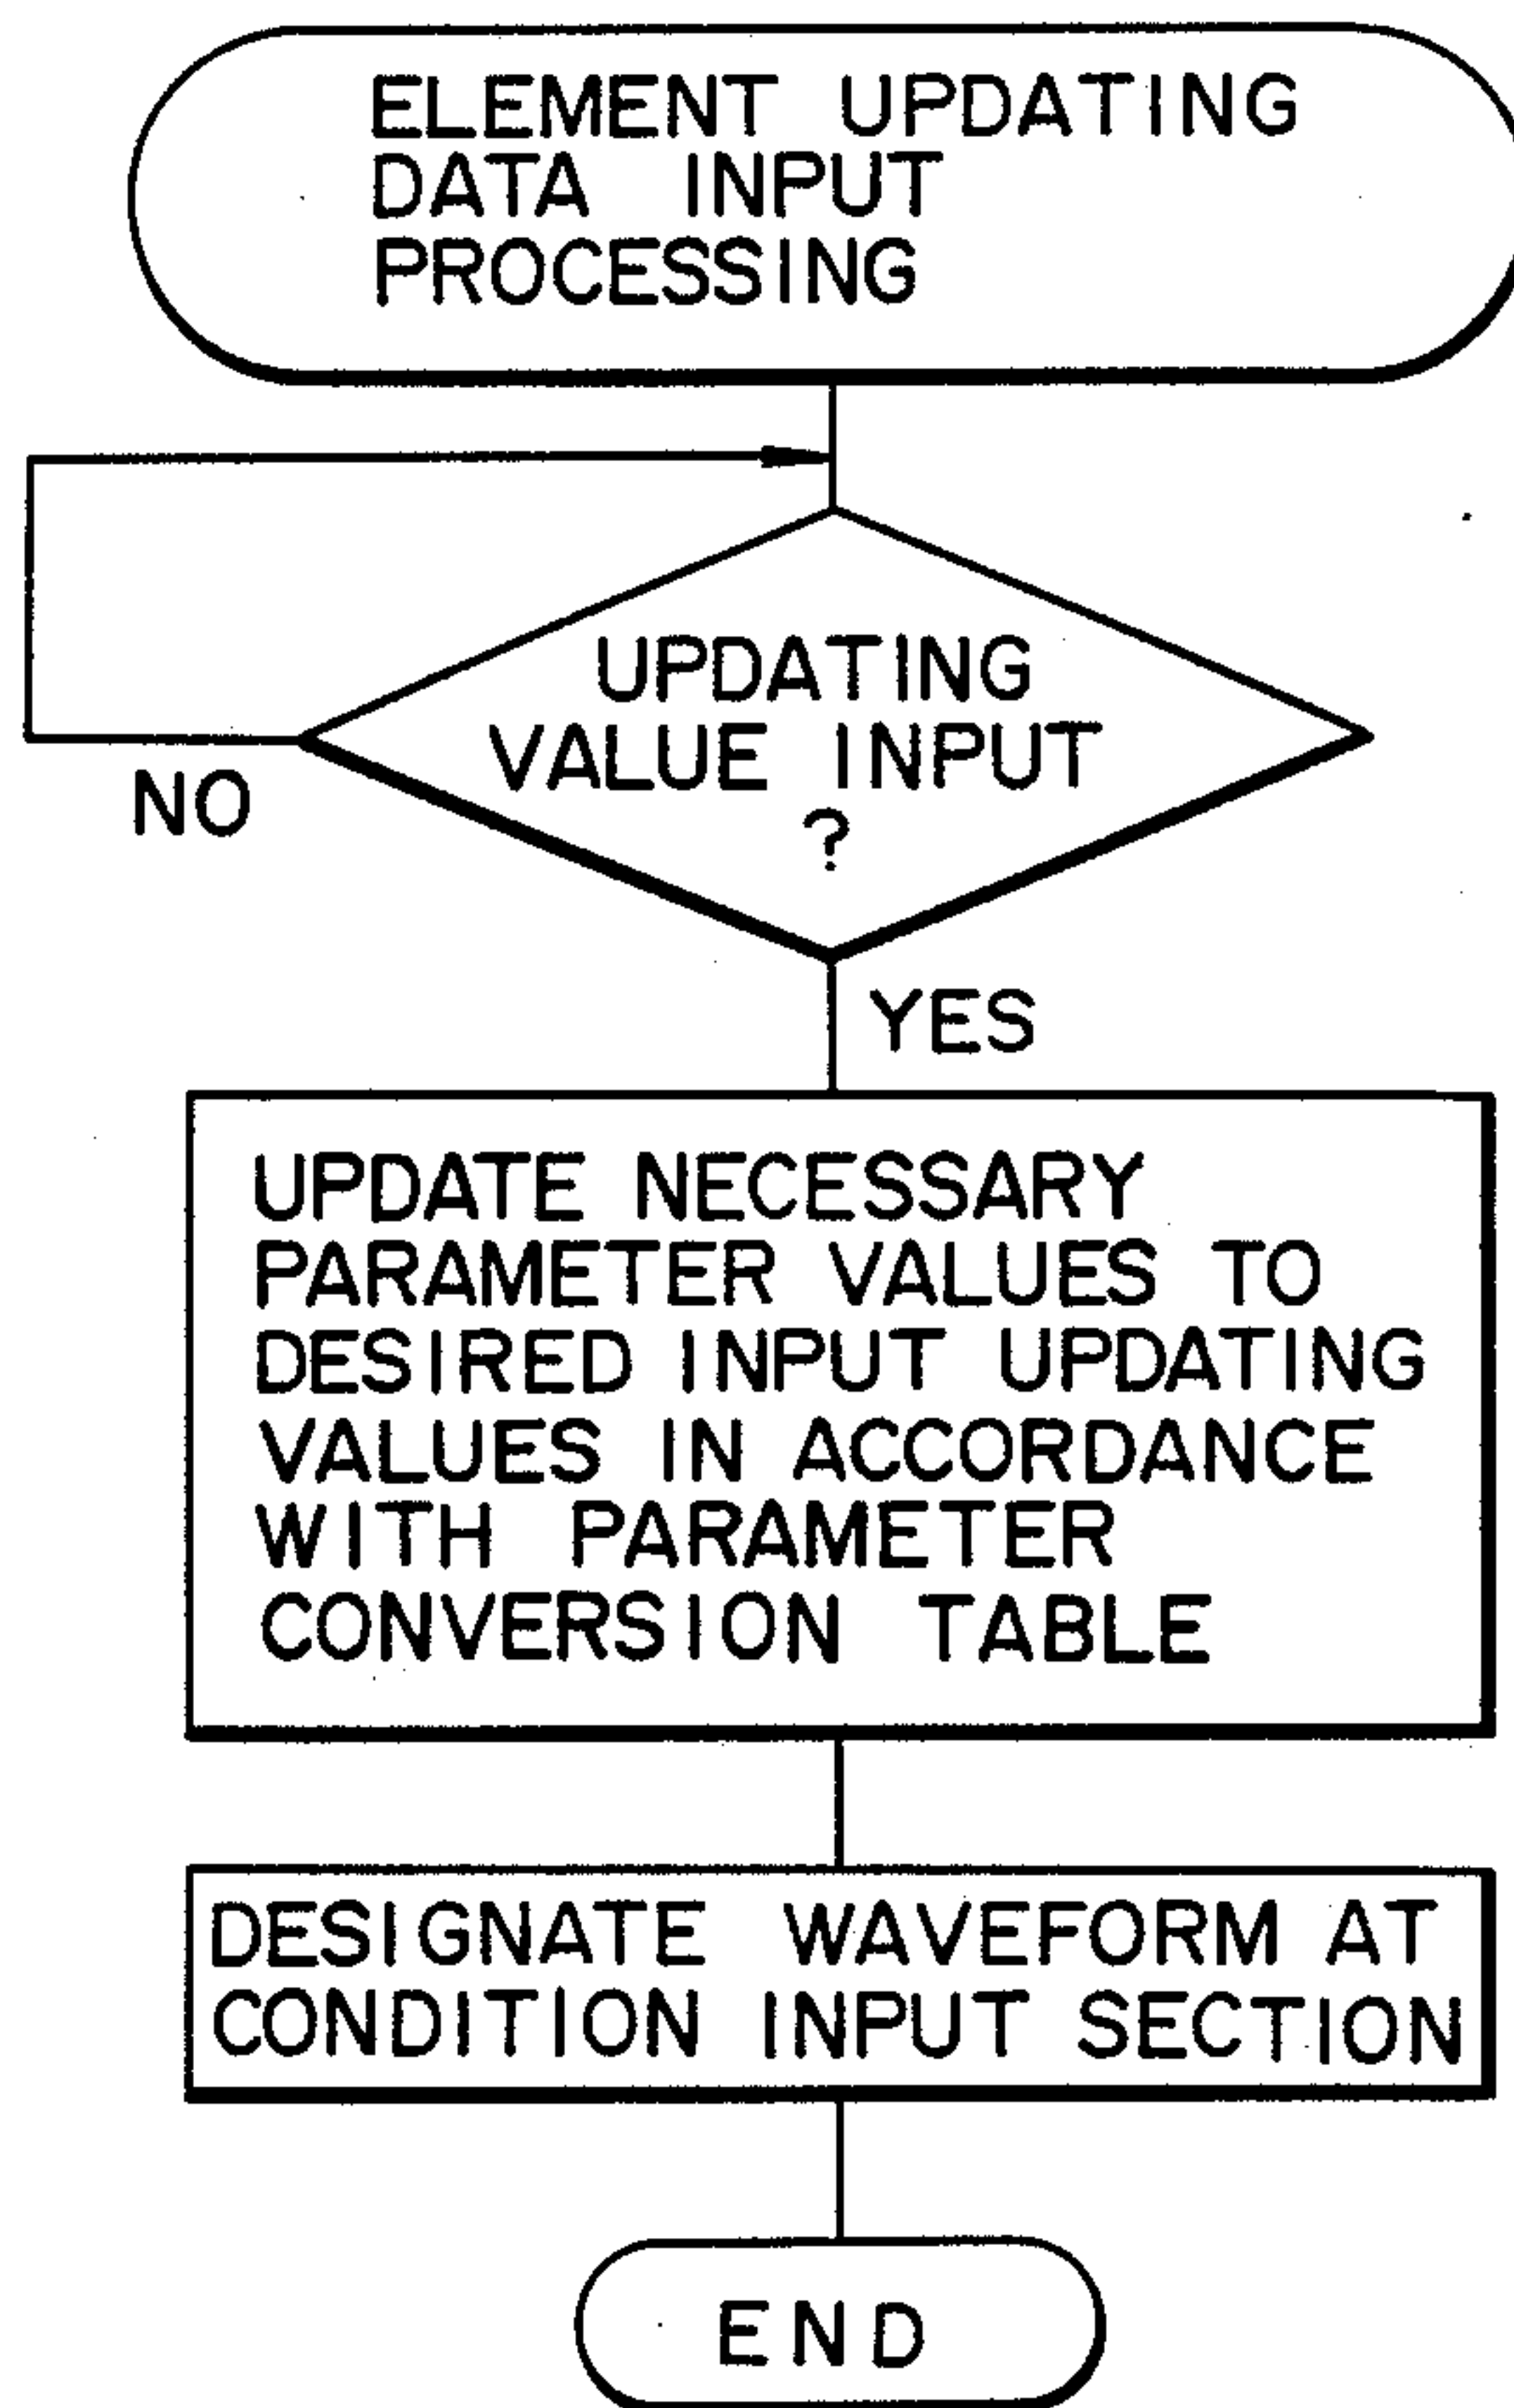 ELEMENT UPDATING
DATA INPUT
PROCESSING
UPDATING
VALUE INPUT
?
NO
YES
UPDATE NECESSARY
PARAMETER VALUES TO
DESIRED INPUT UPDATING
VALUES IN ACCORDANCE
WITH PARAMETER
CONVERSION TABLE
DESIGNATE WAVEFORM AT
CONDITION INPUT SECTION
END